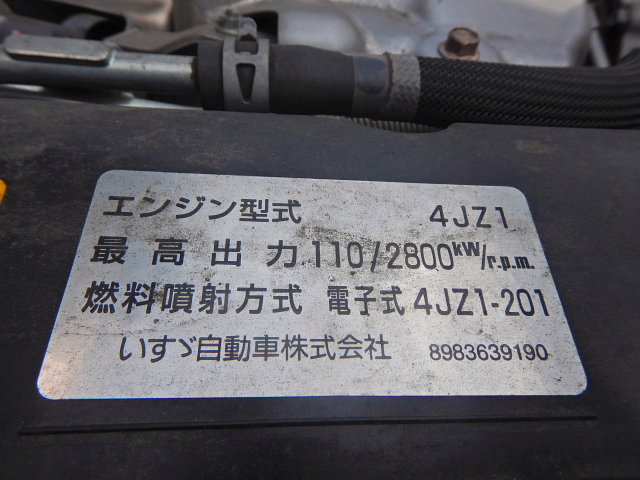 エンジン型式 4JZ1
最高出力 110/2800kW/r.p.m.
燃料噴射方式 電子式 4JZ1-201
いすゞ自動車株式会社 8983639190